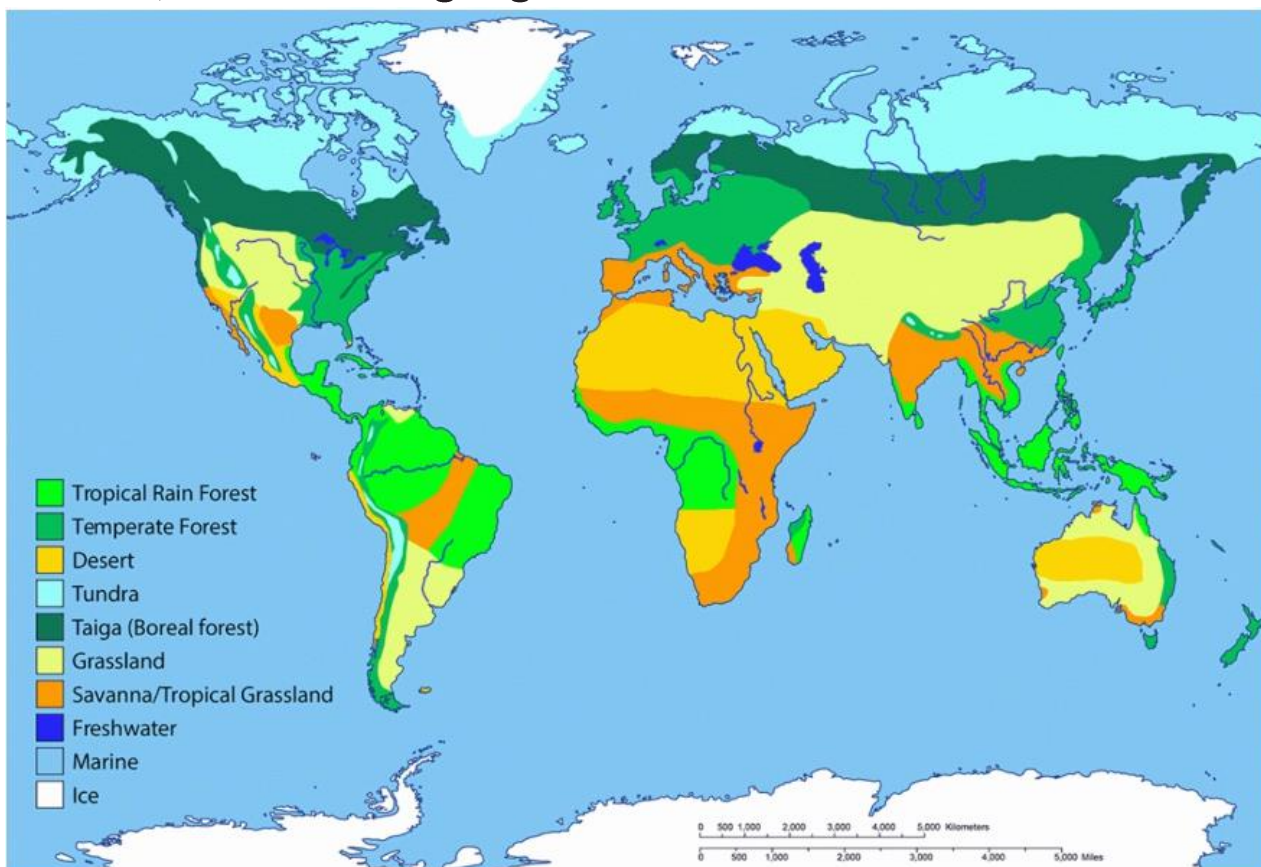 Tropical Rain Forest
Temperate Forest
Desert
Tundra
Taiga (Boreal forest)
Grassland
Savanna/Tropical Grassland
Freshwater
Marine
Ice
0 500 1,000 2,000 3,000 4,000 5,000 Kilometers
0 500 1,000 2,000 3,000 4,000 5,000 Miles